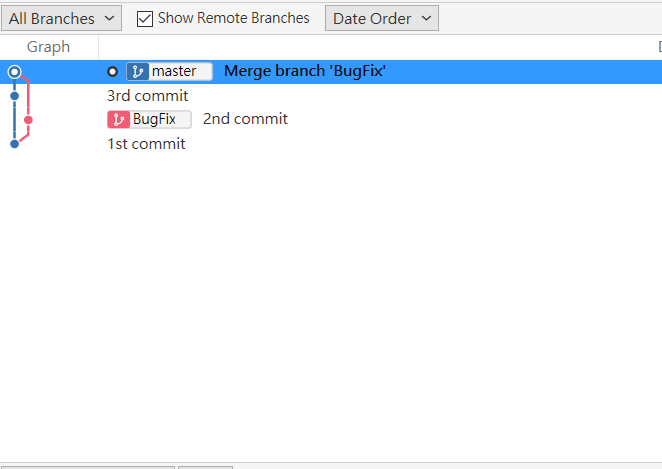 All Branches Show Remote Branches Date Order
Graph
master Merge branch 'BugFix'
3rd commit
BugFix 2nd commit
1st commit